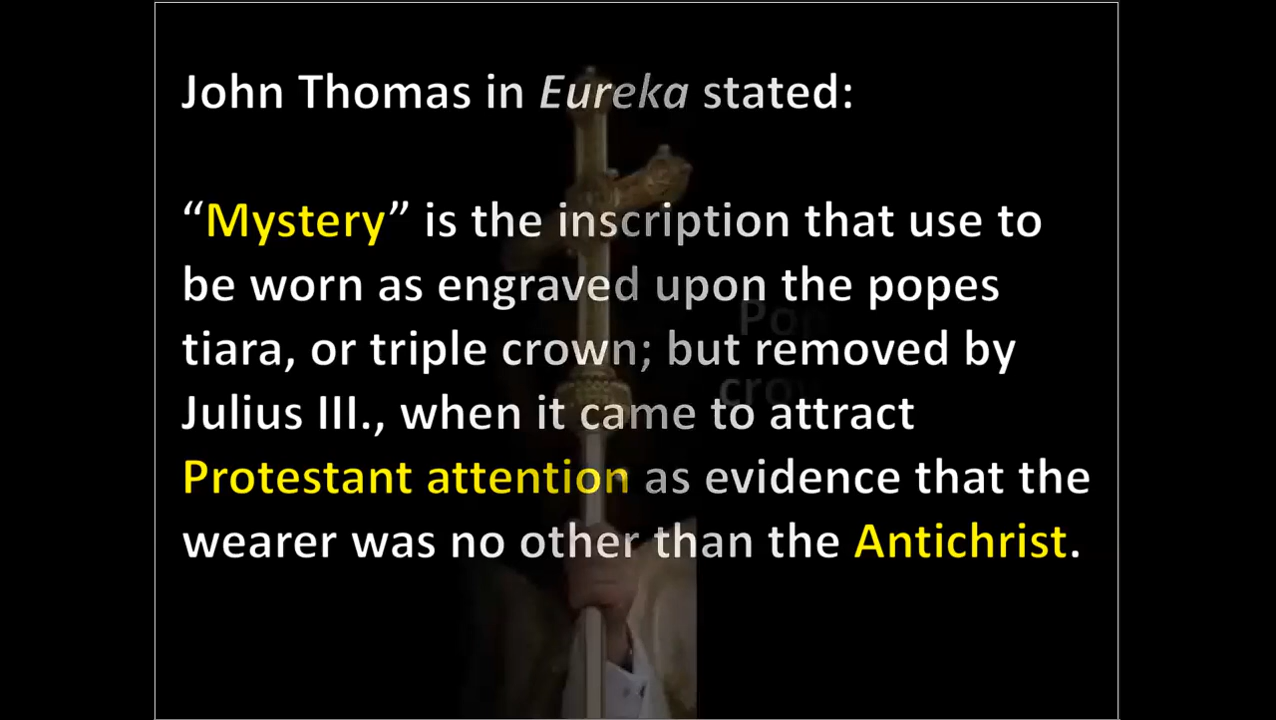 John Thomas in Eureka stated:
“Mystery” is the inscription that use to
be worn as engraved upon the popes
tiara, or triple crown; but removed by
Julius III., when it came to attract
Protestant attention as evidence that the
wearer was no other than the Antichrist.